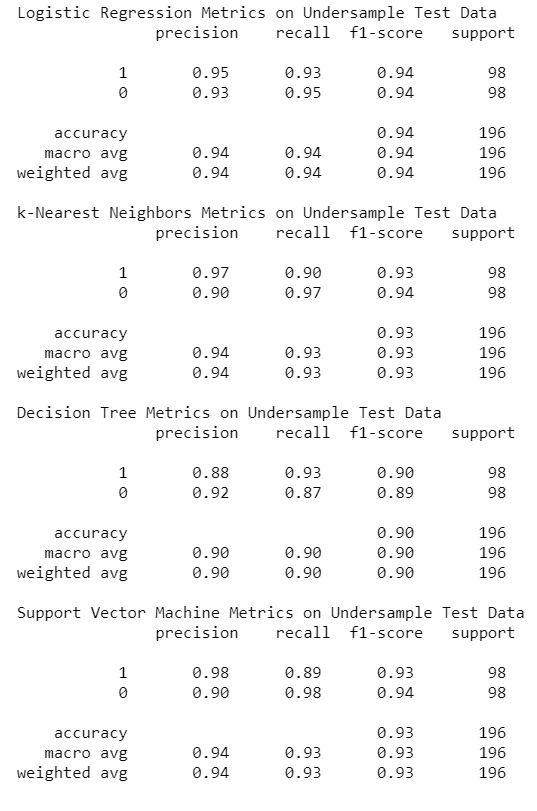 Logistic Regression Metrics on Undersample Test Data
precision recall f1-score support
1 0.95 0.93 0.94 98
0 0.93 0.95 0.94 98
accuracy 0.94 196
macro avg 0.94 0.94 0.94 196
weighted avg 0.94 0.94 0.94 196
k-Nearest Neighbors Metrics on Undersample Test Data
precision recall f1-score support
1 0.97 0.90 0.93 98
0 0.90 0.97 0.94 98
accuracy 0.93 196
macro avg 0.94 0.93 0.93 196
weighted avg 0.94 0.93 0.93 196
Decision Tree Metrics on Undersample Test Data
precision recall f1-score support
1 0.88 0.93 0.90 98
0 0.92 0.87 0.89 98
accuracy 0.90 196
macro avg 0.90 0.90 0.90 196
weighted avg 0.90 0.90 0.90 196
Support Vector Machine Metrics on Undersample Test Data
precision recall f1-score support
1 0.98 0.89 0.93 98
0 0.90 0.98 0.94 98
accuracy 0.93 196
macro avg 0.94 0.93 0.93 196
weighted avg 0.94 0.93 0.93 196